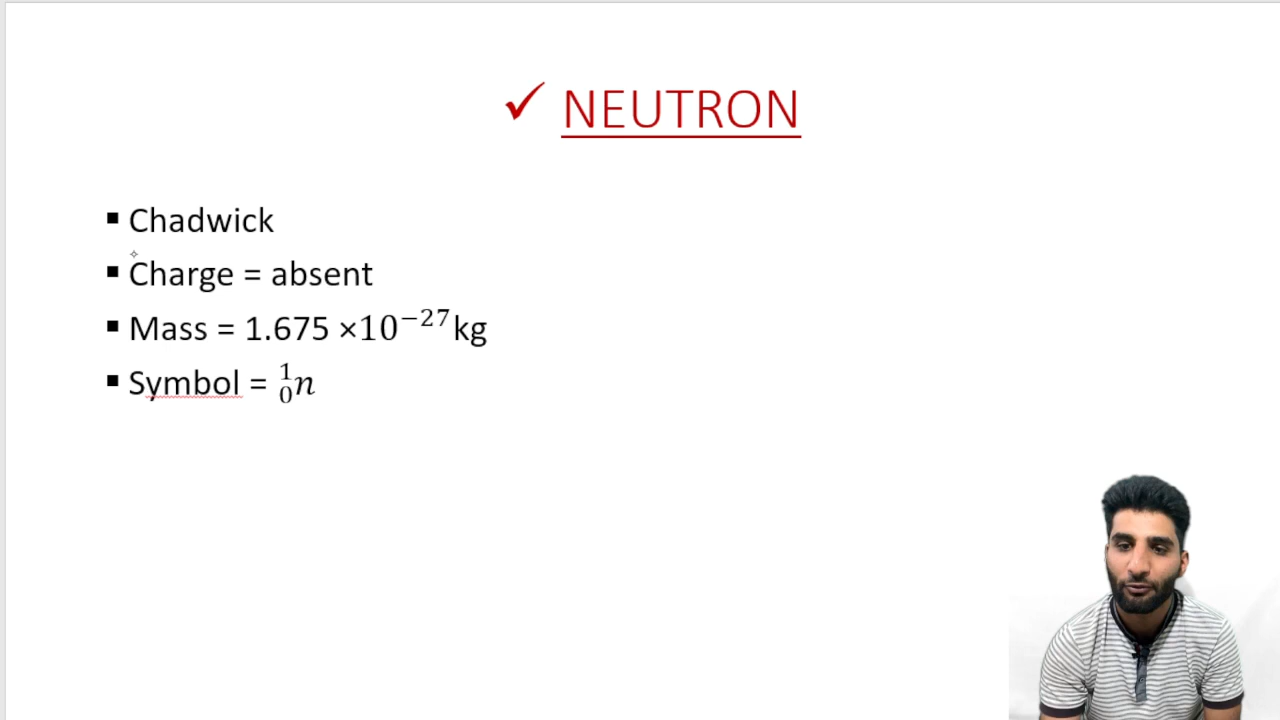 ✓ NEUTRON
▪ Chadwick
▪ Charge = absent
▪ Mass = 1.675 ×10⁻²⁷kg
▪ Symbol = ¹₀n